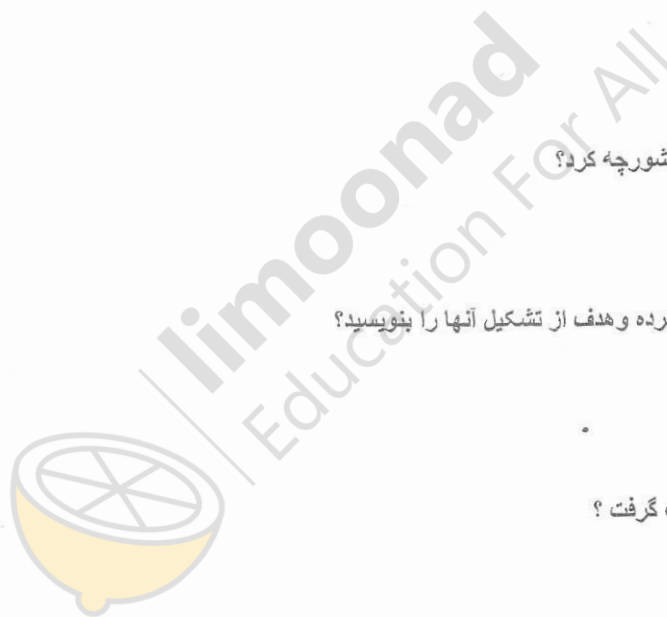 limoonad
Education For All
شورچه کرد؟
رده وهدف از تشکیل آنها را بنویسید؟
گرفت ؟